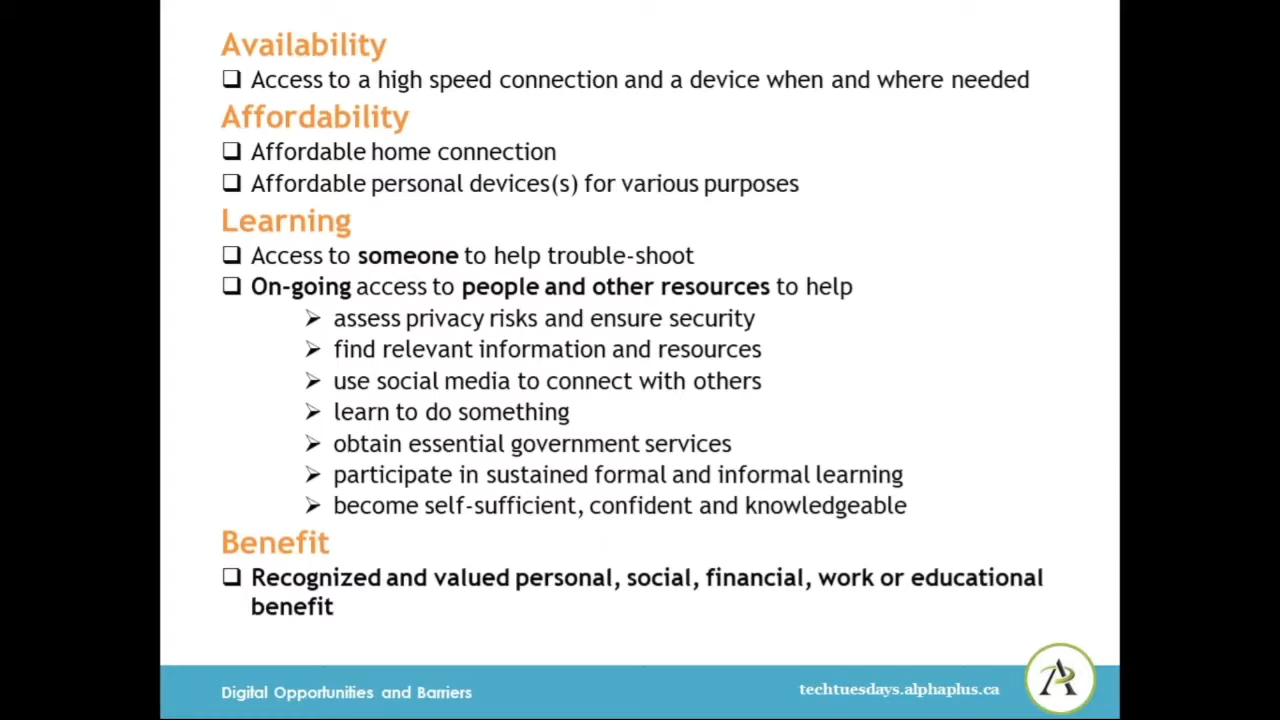 Availability
❑ Access to a high speed connection and a device when and where needed
Affordability
❑ Affordable home connection
❑ Affordable personal devices(s) for various purposes
Learning
❑ Access to someone to help trouble-shoot
❑ On-going access to people and other resources to help
➢ assess privacy risks and ensure security
➢ find relevant information and resources
➢ use social media to connect with others
➢ learn to do something
➢ obtain essential government services
➢ participate in sustained formal and informal learning
➢ become self-sufficient, confident and knowledgeable
Benefit
❑ Recognized and valued personal, social, financial, work or educational
benefit
Digital Opportunities and Barriers
techtuesdays.alphaplus.ca